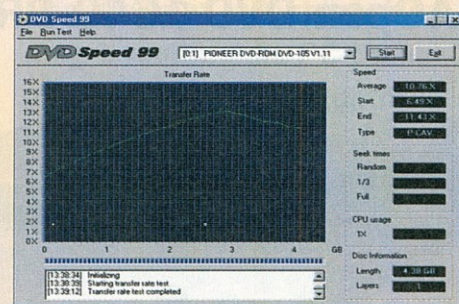 DVD Speed 99
File Run Test Help
DVD Speed 99 [0:1] PIONEER DVD-ROM DVD-105 V1.11 Start Exit
Transfer Rate
16X
15X
14X
13X
12X
11X
10X
9X
8X
7X
6X
5X
4X
3X
2X
1X
0X
0 1 2 3 4 GB
[13:38:34] Initializing
Starting transfer rate test
[13:39:12] Transfer rate test completed
Speed
Average 10.76 X
Start 6.49 X
End 11.43 X
Type P-CAV
Seek times
Random
1/3
Full
CPU usage
1X
Disc Information
Length 4.38 GB
Layers 1